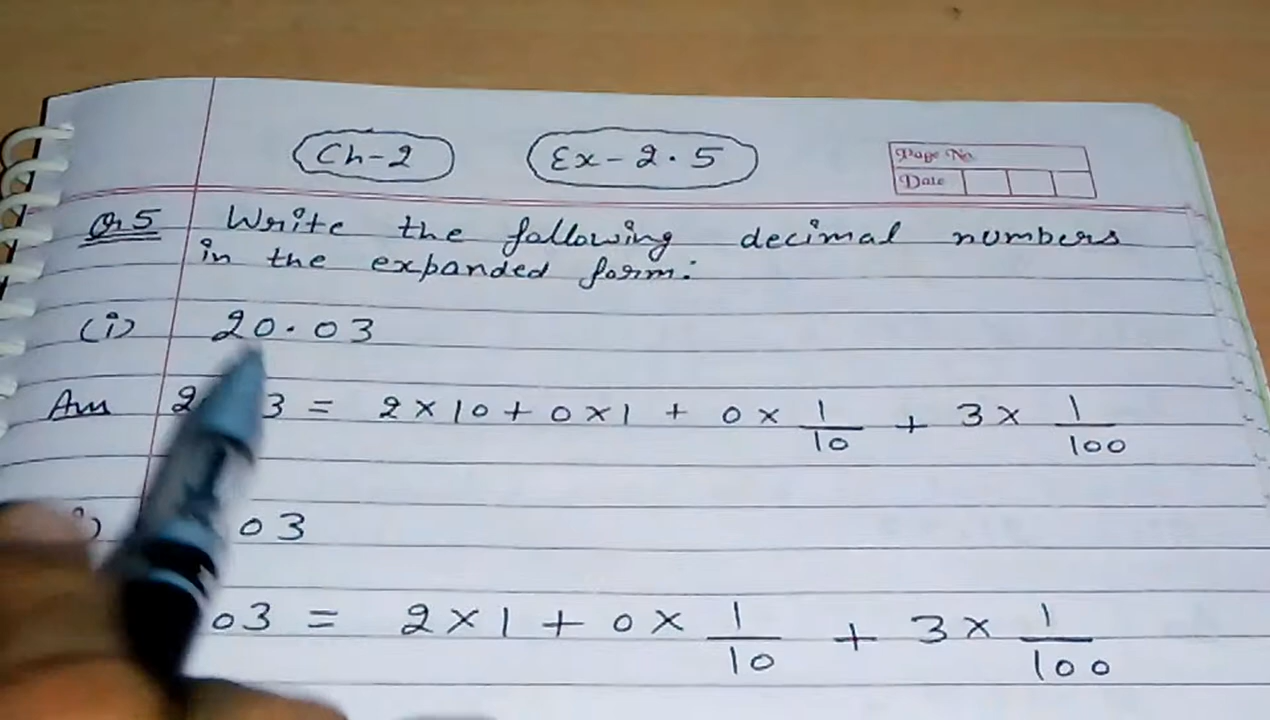 Ch-2 Ex-2.5
Page No.
Date
Q.5 Write the following decimal numbers
in the expanded form:
(i) 20.03
Ans 2 3 = 2 × 10 + 0 × 1 + 0 × 1/10 + 3 × 1/100
) 03
03 = 2 × 1 + 0 × 1/10 + 3 × 1/100